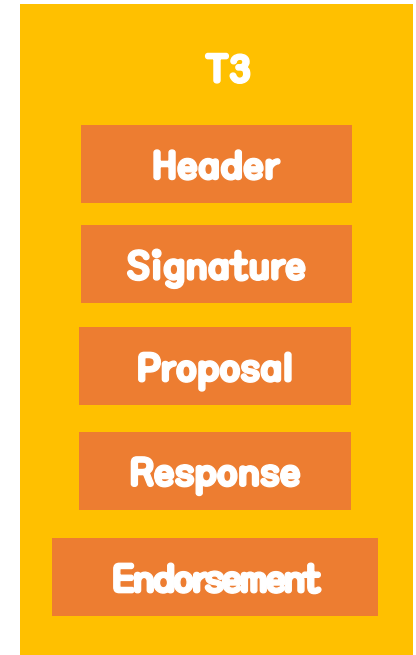 T3
Header
Signature
Proposal
Response
Endorsement